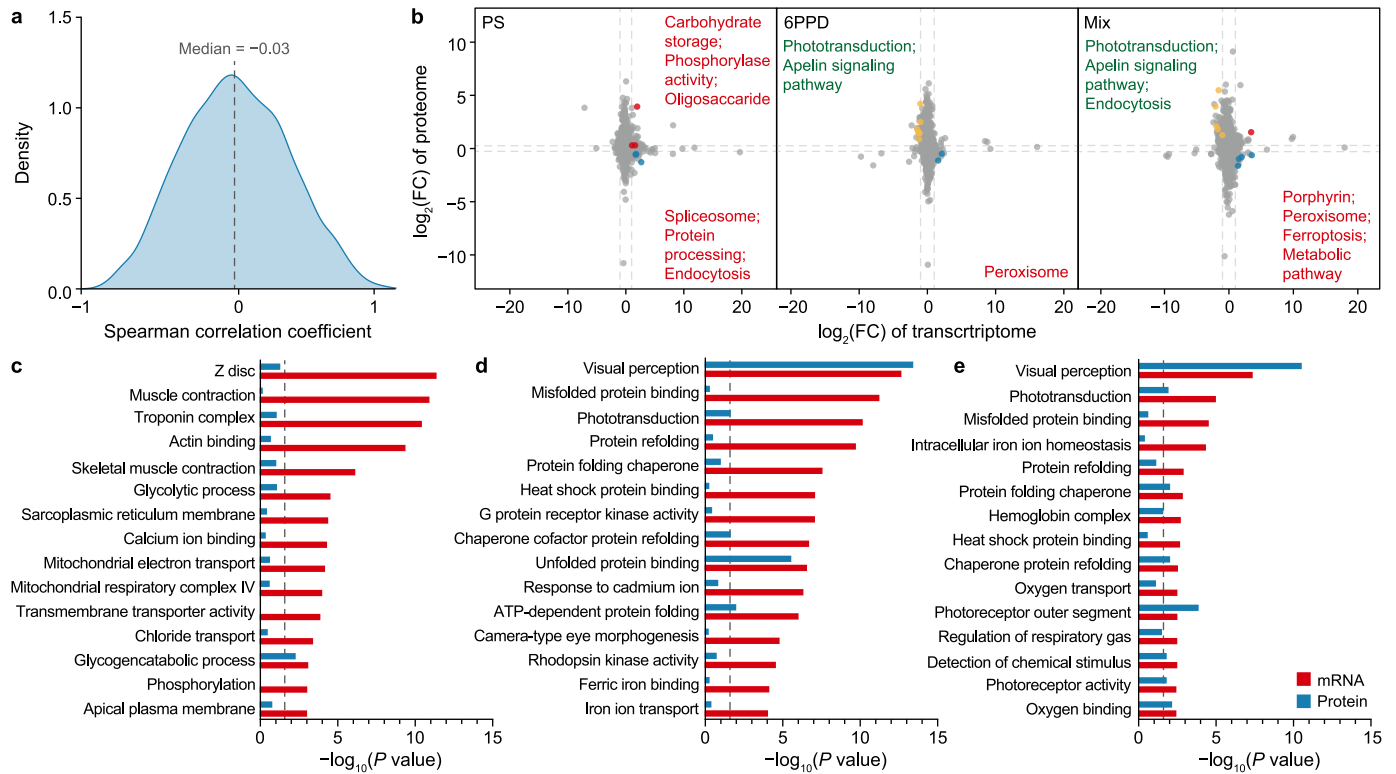 a
1.5
1.0
0.5
0.0
Density
Median = −0.03
−1
0
1
Spearman correlation coefficient
b
10
5
0
−5
−10
log2(FC) of proteome
PS
Carbohydrate
storage;
Phosphorylase
activity;
Oligosaccaride
Spliceosome;
Protein
processing;
Endocytosis
−20
−10
0
10
20
6PPD
Phototransduction;
Apelin signaling
pathway
Peroxisome
−20
−10
0
10
20
Mix
Phototransduction;
Apelin signaling
pathway;
Endocytosis
Porphyrin;
Peroxisome;
Ferroptosis;
Metabolic
pathway
−20
−10
0
10
20
log2(FC) of transcrtriptome
c
Z disc
Muscle contraction
Troponin complex
Actin binding
Skeletal muscle contraction
Glycolytic process
Sarcoplasmic reticulum membrane
Calcium ion binding
Mitochondrial electron transport
Mitochondrial respiratory complex IV
Transmembrane transporter activity
Chloride transport
Glycogencatabolic process
Phosphorylation
Apical plasma membrane
0
5
10
15
−log10(P value)
d
Visual perception
Misfolded protein binding
Phototransduction
Protein refolding
Protein folding chaperone
Heat shock protein binding
G protein receptor kinase activity
Chaperone cofactor protein refolding
Unfolded protein binding
Response to cadmium ion
ATP-dependent protein folding
Camera-type eye morphogenesis
Rhodopsin kinase activity
Ferric iron binding
Iron ion transport
0
5
10
15
−log10(P value)
e
Visual perception
Phototransduction
Misfolded protein binding
Intracellular iron ion homeostasis
Protein refolding
Protein folding chaperone
Hemoglobin complex
Heat shock protein binding
Chaperone protein refolding
Oxygen transport
Photoreceptor outer segment
Regulation of respiratory gas
Detection of chemical stimulus
Photoreceptor activity
Oxygen binding
mRNA
Protein
0
5
10
15
−log10(P value)